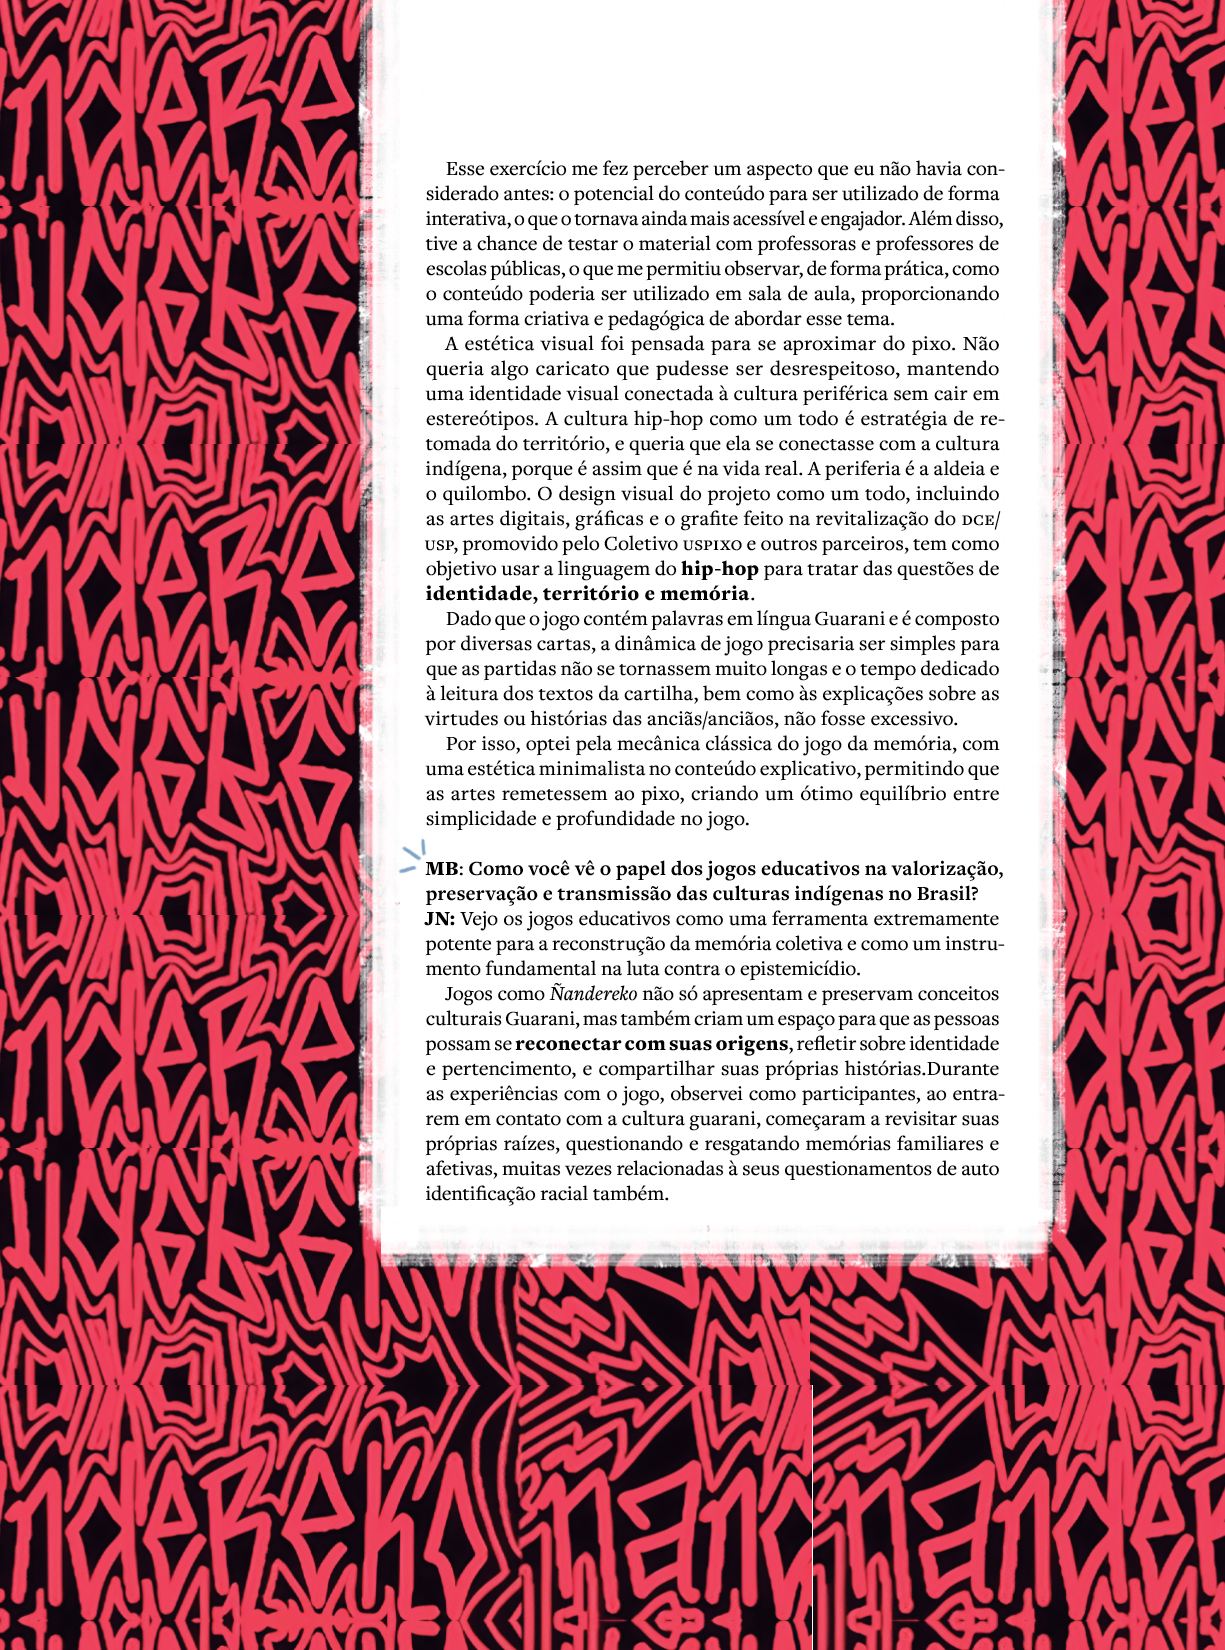 Esse exercício me fez perceber um aspecto que eu não havia con-
siderado antes: o potencial do conteúdo para ser utilizado de forma
interativa, o que o tornava ainda mais acessível e engajador. Além disso,
tive a chance de testar o material com professoras e professores de
escolas públicas, o que me permitiu observar, de forma prática, como
o conteúdo poderia ser utilizado em sala de aula, proporcionando
uma forma criativa e pedagógica de abordar esse tema.
A estética visual foi pensada para se aproximar do pixo. Não
queria algo caricato que pudesse ser desrespeitoso, mantendo
uma identidade visual conectada à cultura periférica sem cair em
estereótipos. A cultura hip-hop como um todo é estratégia de re-
tomada do território, e queria que ela se conectasse com a cultura
indígena, porque é assim que é na vida real. A periferia é a aldeia e
o quilombo. O design visual do projeto como um todo, incluindo
as artes digitais, gráficas e o grafite feito na revitalização do DCE/
USP, promovido pelo Coletivo USPIXO e outros parceiros, tem como
objetivo usar a linguagem do hip-hop para tratar das questões de
identidade, território e memória.
Dado que o jogo contém palavras em língua Guarani e é composto
por diversas cartas, a dinâmica de jogo precisaria ser simples para
que as partidas não se tornassem muito longas e o tempo dedicado
à leitura dos textos da cartilha, bem como às explicações sobre as
virtudes ou histórias das anciãs/anciãos, não fosse excessivo.
Por isso, optei pela mecânica clássica do jogo da memória, com
uma estética minimalista no conteúdo explicativo, permitindo que
as artes remetessem ao pixo, criando um ótimo equilíbrio entre
simplicidade e profundidade no jogo.
MB: Como você vê o papel dos jogos educativos na valorização,
preservação e transmissão das culturas indígenas no Brasil?
JN: Vejo os jogos educativos como uma ferramenta extremamente
potente para a reconstrução da memória coletiva e como um instru-
mento fundamental na luta contra o epistemicídio.
Jogos como Ñandereko não só apresentam e preservam conceitos
culturais Guarani, mas também criam um espaço para que as pessoas
possam se reconectar com suas origens, refletir sobre identidade
e pertencimento, e compartilhar suas próprias histórias.Durante
as experiências com o jogo, observei como participantes, ao entra-
rem em contato com a cultura guarani, começaram a revisitar suas
próprias raízes, questionando e resgatando memórias familiares e
afetivas, muitas vezes relacionadas à seus questionamentos de auto
identificação racial também.